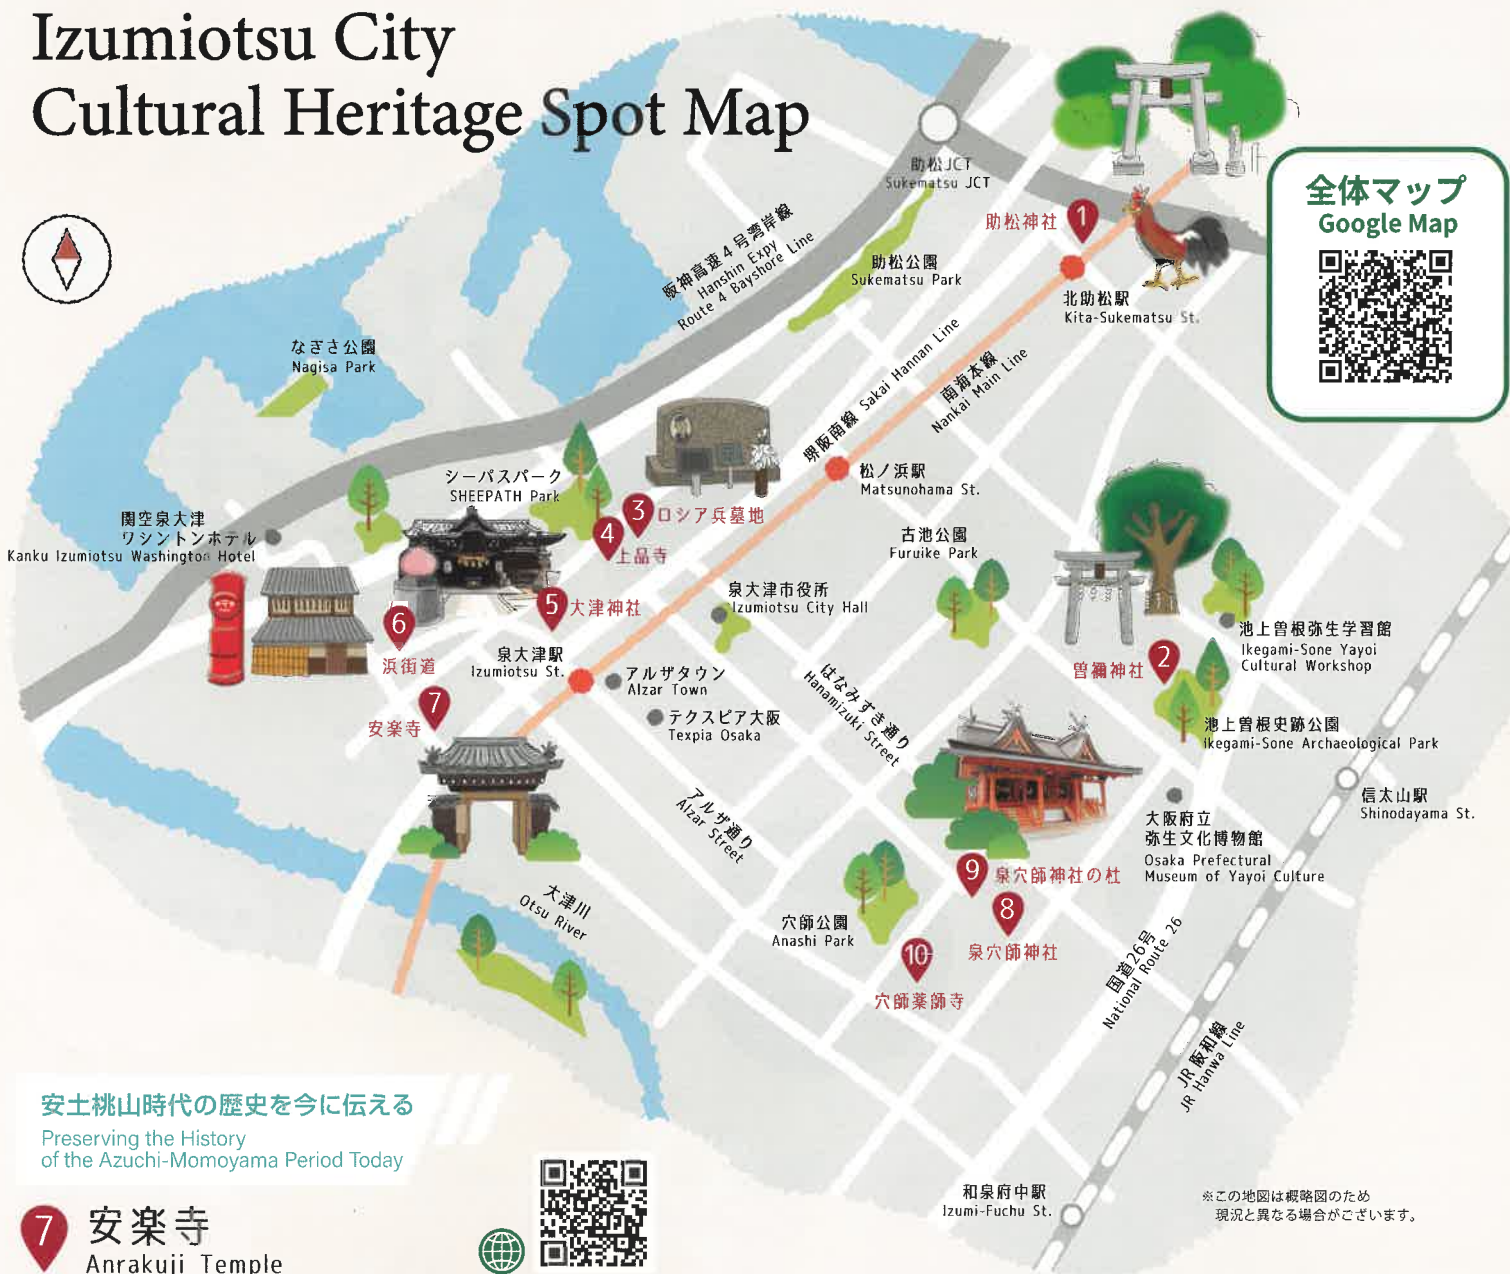 Izumiotsu City
Cultural Heritage Spot Map
助松JCT
Sukematsu JCT
全体マップ
Google Map
助松神社
1
阪神高速4号湾岸線
Hanshin Expy
Route 4 Bayshore Line
助松公園
Sukematsu Park
北助松駅
Kita-Sukematsu St.
なぎさ公園
Nagisa Park
堺阪南線 Sakai Hannan Line
南海本線
Nankai Main Line
シーパスパーク
SHEEPATH Park
松ノ浜駅
Matsunohama St.
3
ロシア兵墓地
4
上品寺
関空泉大津
ワシントンホテル
Kanku Izumiotsu Washington Hotel
古池公園
Furuike Park
泉大津市役所
Izumiotsu City Hall
5
大津神社
6
浜街道
池上曽根弥生学習館
Ikegami-Sone Yayoi
Cultural Workshop
曽禰神社
2
泉大津駅
Izumiotsu St.
アルザタウン
Alzar Town
テクスピア大阪
Texpia Osaka
はなみずき通り
Hanamizuki Street
7
安楽寺
池上曽根史跡公園
Ikegami-Sone Archaeological Park
信太山駅
Shinodayama St.
アルザ通り
Alzar Street
大阪府立
弥生文化博物館
Osaka Prefectural
Museum of Yayoi Culture
9
泉穴師神社の杜
8
泉穴師神社
大津川
Otsu River
穴師公園
Anashi Park
10
穴師薬師寺
国道26号
National Route 26
JR 阪和線
JR Hanwa Line
安土桃山時代の歴史を今に伝える
Preserving the History
of the Azuchi-Momoyama Period Today
和泉府中駅
Izumi-Fuchu St.
※この地図は概略図のため
現況と異なる場合がございます。
7
安楽寺
Anrakuji Temple